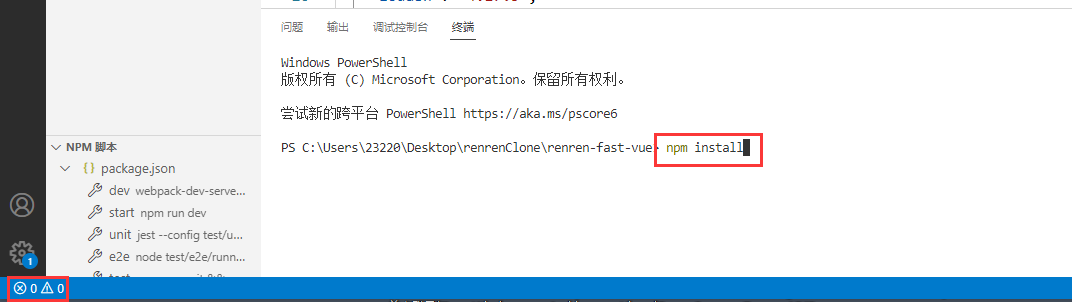 问题 输出 调试控制台 终端
Windows PowerShell
版权所有 (C) Microsoft Corporation。保留所有权利。
尝试新的跨平台 PowerShell https://aka.ms/pscore6
PS C:\Users\23220\Desktop\renrenClone\renren-fast-vue> npm install
NPM 脚本
{} package.json
dev webpack-dev-serve...
start npm run dev
unit jest --config test/u...
e2e node test/e2e/runn...
1
0 0